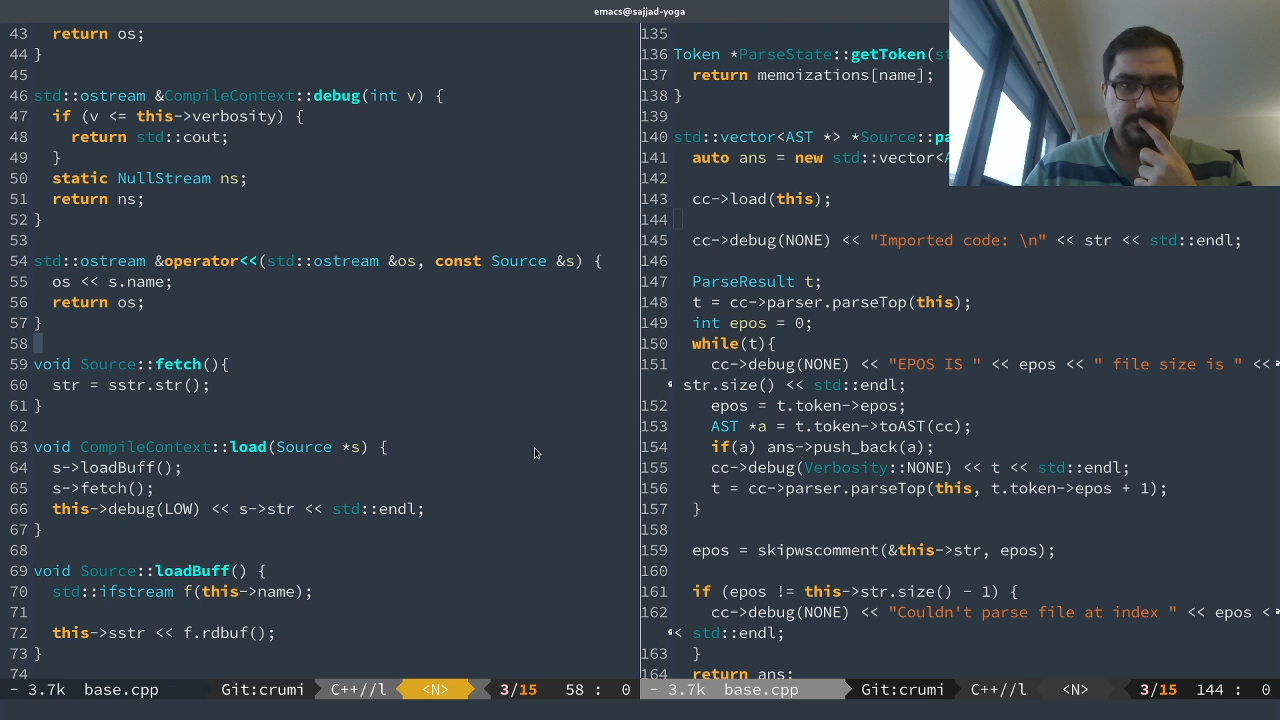 emacs@sajjad-yoga
43 return os;
44 }
45
46 std::ostream &CompileContext::debug(int v) {
47 if (v <= this->verbosity) {
48 return std::cout;
49 }
50 static NullStream ns;
51 return ns;
52 }
53
54 std::ostream &operator<<(std::ostream &os, const Source &s) {
55 os << s.name;
56 return os;
57 }
58
59 void Source::fetch(){
60 str = sstr.str();
61 }
62
63 void CompileContext::load(Source *s) {
64 s->loadBuff();
65 s->fetch();
66 this->debug(LOW) << s->str << std::endl;
67 }
68
69 void Source::loadBuff() {
70 std::ifstream f(this->name);
71
72 this->sstr << f.rdbuf();
73 }
74
- 3.7k base.cpp Git:crumi C++//l <N> 3/15 58 : 0
135
136 Token *ParseState::getToken(st
137 return memoizations[name];
138 }
139
140 std::vector<AST *> *Source::pa
141 auto ans = new std::vector<A
142
143 cc->load(this);
144
145 cc->debug(NONE) << "Imported code: \n" << str << std::endl;
146
147 ParseResult t;
148 t = cc->parser.parseTop(this);
149 int epos = 0;
150 while(t){
151 cc->debug(NONE) << "EPOS IS " << epos << " file size is " <<
str.size() << std::endl;
152 epos = t.token->epos;
153 AST *a = t.token->toAST(cc);
154 if(a) ans->push_back(a);
155 cc->debug(Verbosity::NONE) << t << std::endl;
156 t = cc->parser.parseTop(this, t.token->epos + 1);
157 }
158
159 epos = skipwscomment(&this->str, epos);
160
161 if (epos != this->str.size() - 1) {
162 cc->debug(NONE) << "Couldn't parse file at index " << epos <
< std::endl;
163 }
164 return ans;
- 3.7k base.cpp Git:crumi C++//l <N> 3/15 144 : 0